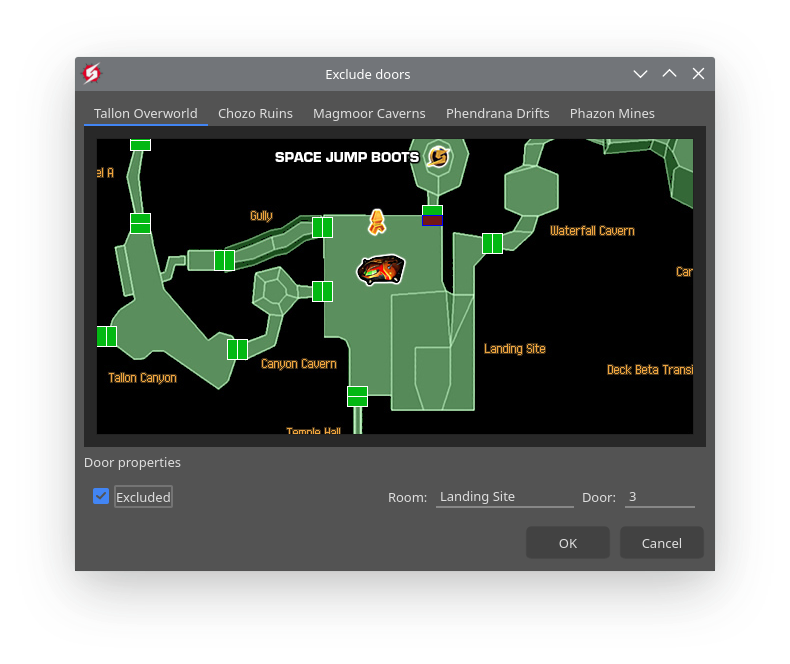 Exclude doors
Tallon Overworld Chozo Ruins Magmoor Caverns Phendrana Drifts Phazon Mines
SPACE JUMP BOOTS
el A
Gully
Waterfall Cavern
Car
Landing Site
Canyon Cavern
Deck Beta Transi
Tallon Canyon
Temple Hall
Door properties
Excluded Room: Landing Site Door: 3
OK Cancel